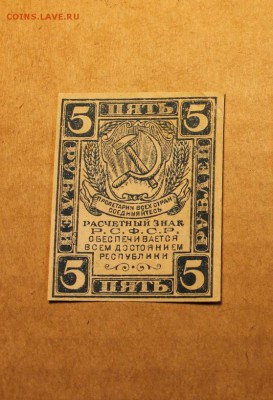 COINS.LAVE.RU
5 ПЯТЬ 5
РУБЛЕЙ
РУБЛЕЙ
ПРОЛЕТАРИИ ВСЕХ СТРАН
СОЕДИНЯЙТЕСЬ
РАСЧЕТНЫЙ ЗНАК
Р.С.Ф.С.Р.
ОБЕСПЕЧИВАЕТСЯ
ВСЕМ ДОСТОЯНИЕМ
РЕСПУБЛИКИ
5 ПЯТЬ 5